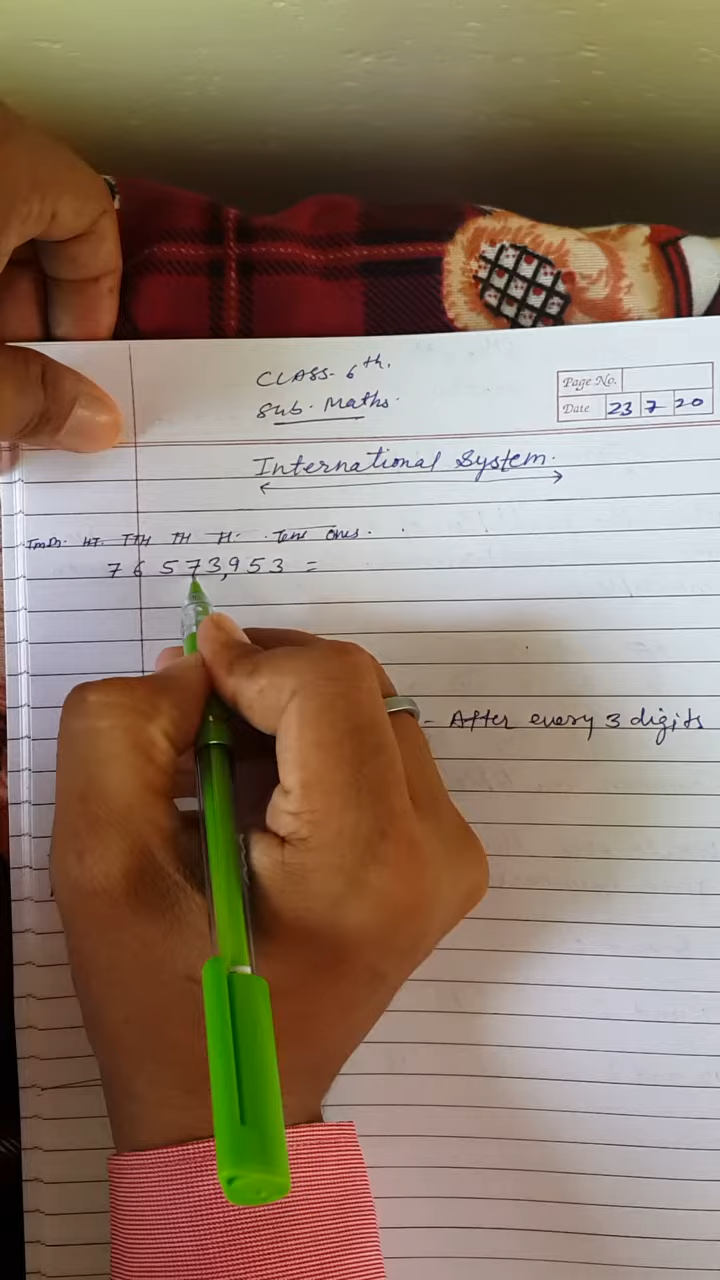 CLASS- 6th.
Sub. Maths.
Page No.
Date 23 7 20
International System.
HT. TTH TH H. Tens Ones.
76 573,953 =
- After every 3 digits